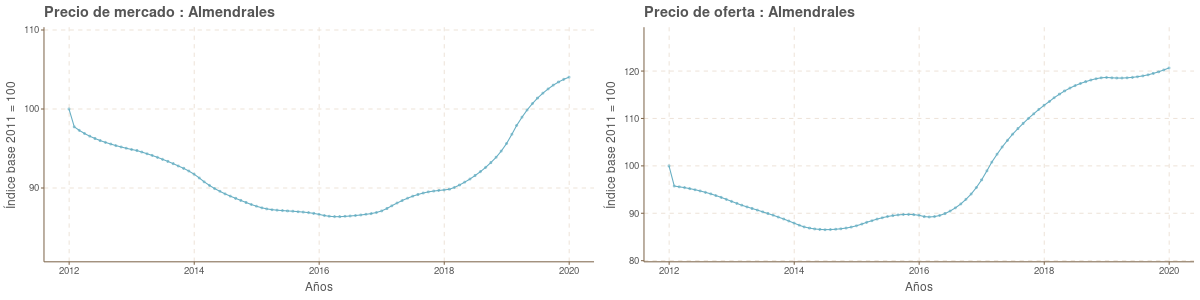 Precio de mercado : Almendrales
110
100
90
Índice base 2011 = 100
2012 2014 2016 2018 2020
Años
Precio de oferta : Almendrales
120
110
100
90
80
Índice base 2011 = 100
2012 2014 2016 2018 2020
Años